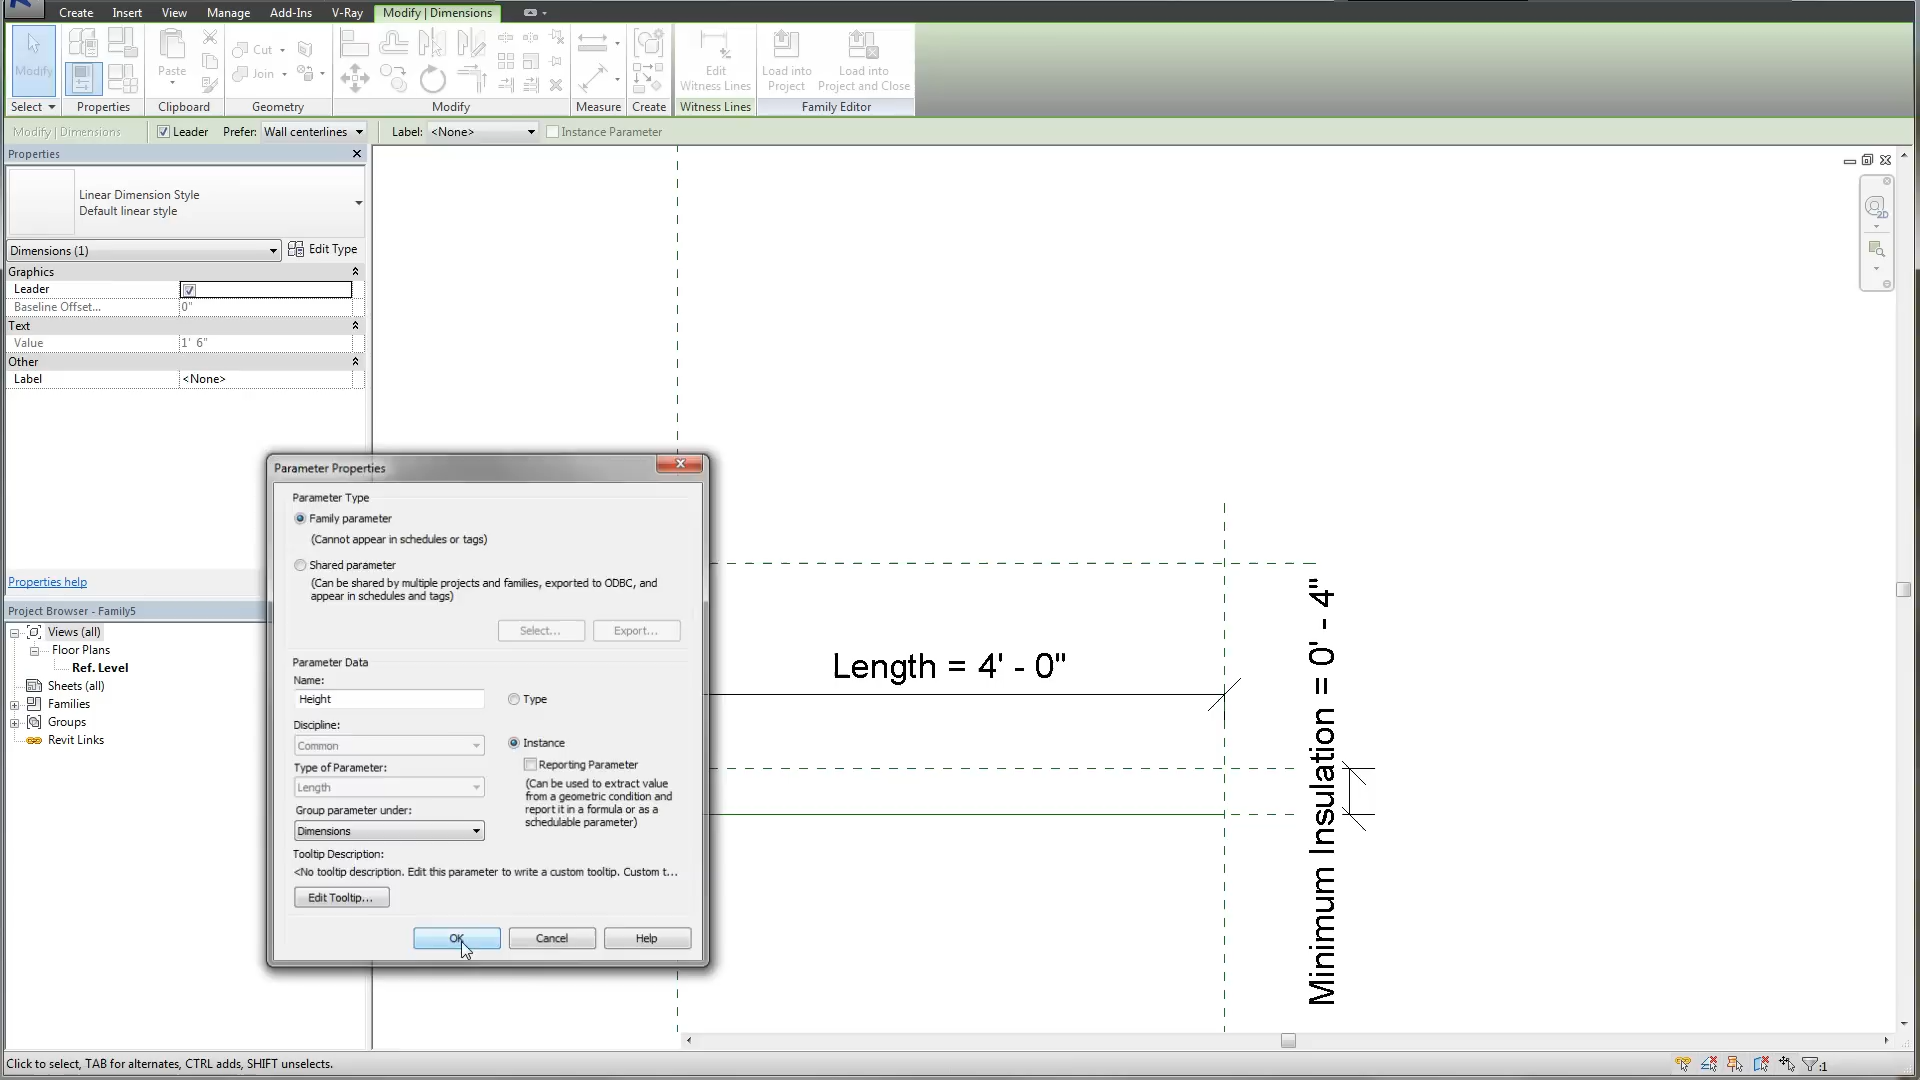 Create Insert View Manage Add-Ins V-Ray Modify | Dimensions
Modify
Paste
Cut
Join
Edit
Witness Lines
Load into
Project
Load into
Project and Close
Select Properties Clipboard Geometry Modify Measure Create Witness Lines Family Editor
Modify | Dimensions Leader Prefer: Wall centerlines Label: <None> Instance Parameter
Properties
Linear Dimension Style
Default linear style
Dimensions (1) Edit Type
Graphics
Leader
Baseline Offset... 0"
Text
Value 1' 6"
Other
Label <None>
Properties help
Project Browser - Family5
Views (all)
Floor Plans
Ref. Level
Sheets (all)
Families
Groups
Revit Links
Parameter Properties
Parameter Type
Family parameter
(Cannot appear in schedules or tags)
Shared parameter
(Can be shared by multiple projects and families, exported to ODBC, and
appear in schedules and tags)
Select... Export...
Parameter Data
Name:
Height
Type
Discipline:
Common
Instance
Type of Parameter:
Reporting Parameter
Length
(Can be used to extract value
from a geometric condition and
report it in a formula or as a
schedulable parameter)
Group parameter under:
Dimensions
Tooltip Description:
<No tooltip description. Edit this parameter to write a custom tooltip. Custom t...
Edit Tooltip...
OK Cancel Help
Length = 4' - 0"
Minimum Insulation = 0' - 4"
2D
Click to select, TAB for alternates, CTRL adds, SHIFT unselects.
:1